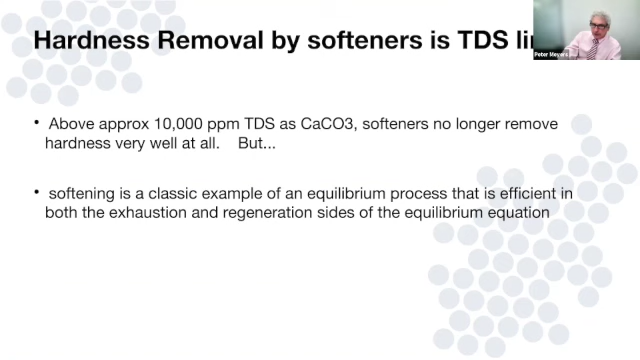 Hardness Removal by softeners is TDS
Peter Meyers
• Above approx 10,000 ppm TDS as CaCO3, softeners no longer remove
hardness very well at all. But...
• softening is a classic example of an equilibrium process that is efficient in
both the exhaustion and regeneration sides of the equilibrium equation